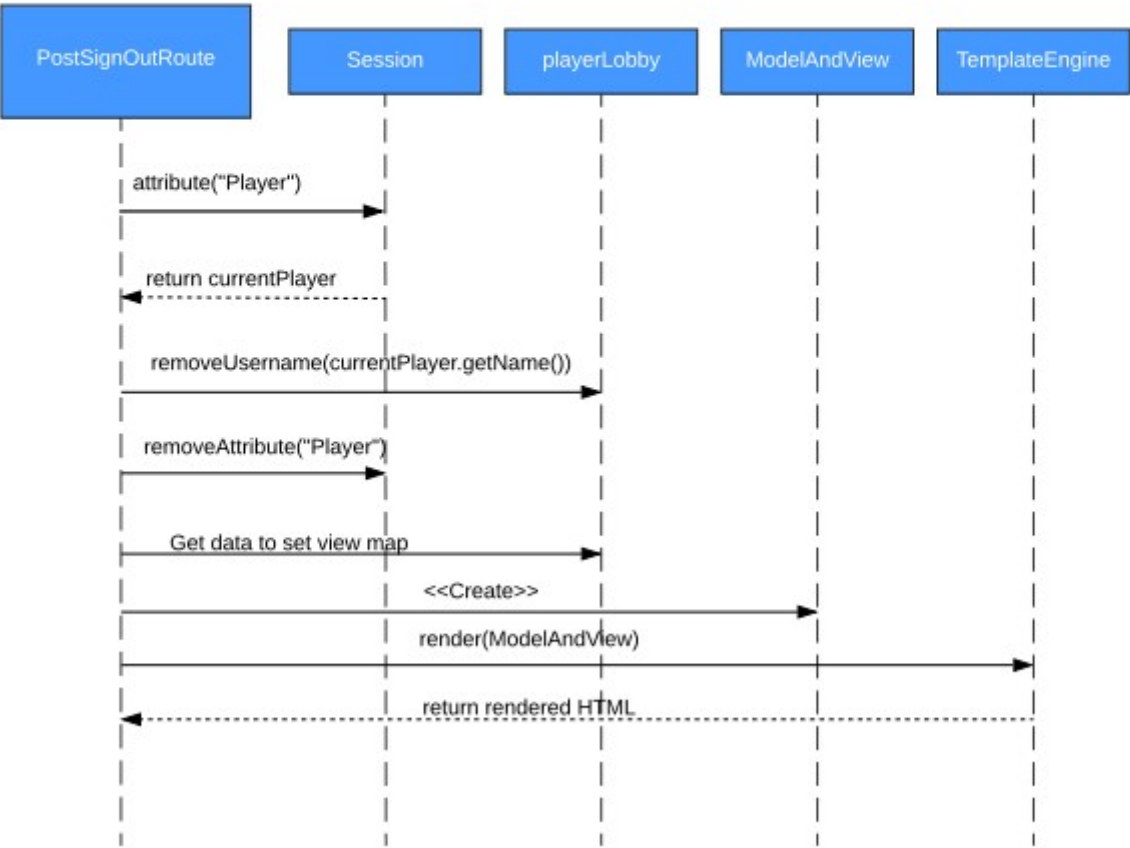 PostSignOutRoute
Session
playerLobby
ModelAndView
TemplateEngine
attribute("Player")
return currentPlayer
removeUsername(currentPlayer.getName())
removeAttribute("Player")
Get data to set view map
<<Create>>
render(ModelAndView)
return rendered HTML